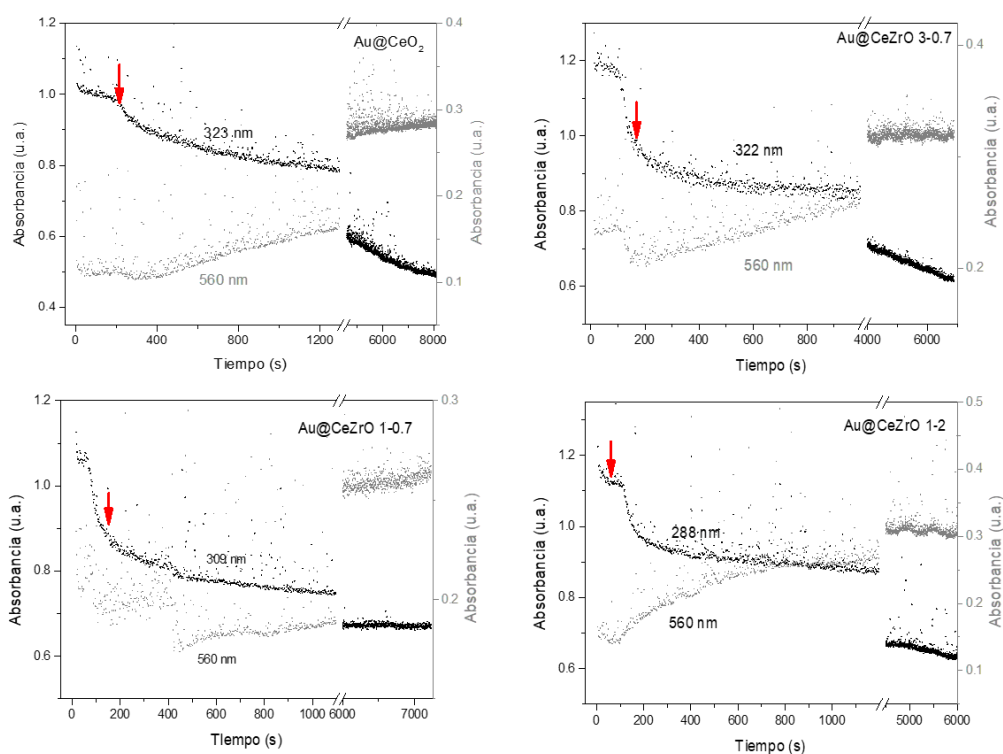 Au@CeO2
Absorbancia (u.a.)
1.2
1.0
0.8
0.6
0.4
0.4
0.3
0.2
0.1
Absorbancia (u.a.)
323 nm
560 nm
0 400 800 1200 6000 8000
Tiempo (s)
Au@CeZrO 3-0.7
Absorbancia (u.a.)
1.2
1.0
0.8
0.6
0.4
0.2
Absorbancia (u.a.)
322 nm
560 nm
0 200 400 600 800 4000 6000
Tiempo (s)
Au@CeZrO 1-0.7
Absorbancia (u.a.)
1.2
1.0
0.8
0.6
0.3
0.2
Absorbancia (u.a.)
309 nm
560 nm
0 200 400 600 800 1000 6000 7000
TIempo (s)
Au@CeZrO 1-2
Absorbancia (u.a.)
1.2
1.0
0.8
0.6
0.5
0.4
0.3
0.2
0.1
Absorbancia (u.a.)
288 nm
560 nm
0 200 400 600 800 1000 5000 6000
Tiempo (s)